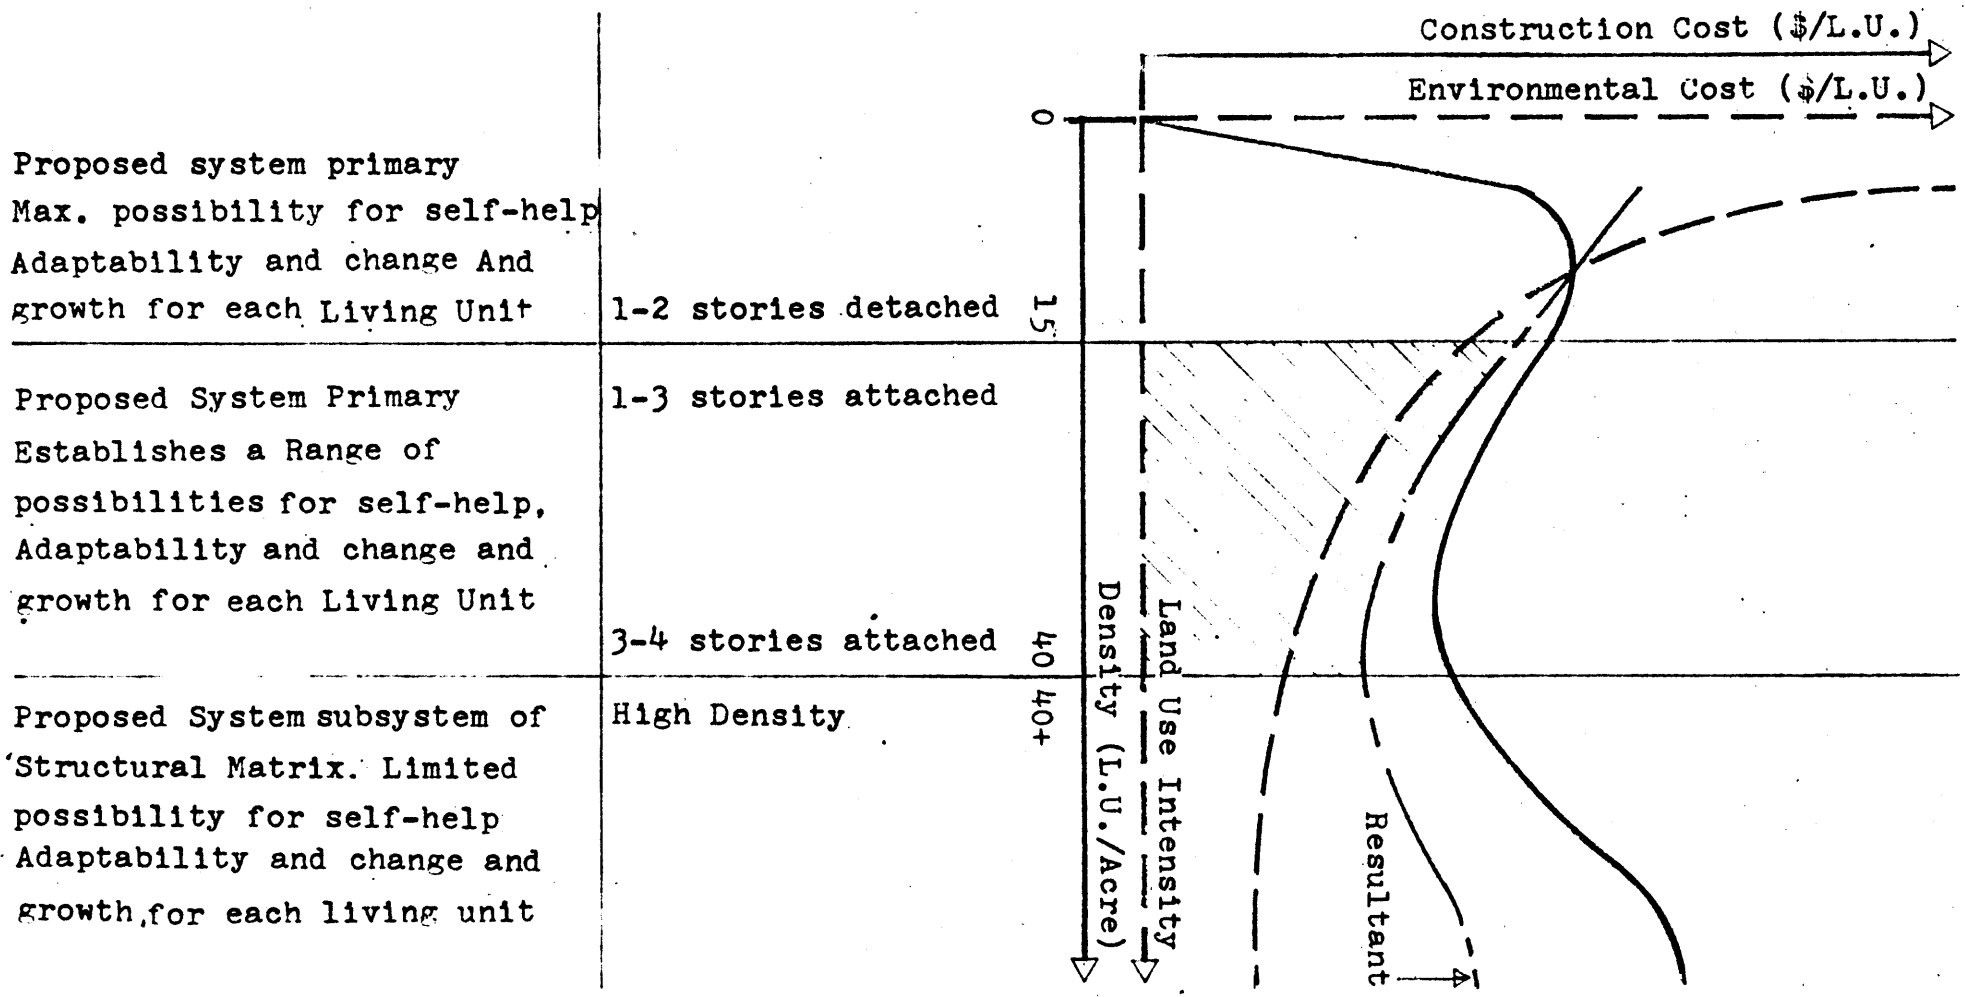 Construction Cost ($/L.U.)
Environmental Cost ($/L.U.)
0
Proposed system primary
Max. possibility for self-help
Adaptability and change And
growth for each Living Unit
1-2 stories detached
15
Proposed System Primary
Establishes a Range of
possibilities for self-help,
Adaptability and change and
growth for each Living Unit
1-3 stories attached
3-4 stories attached
40
Proposed System subsystem of
Structural Matrix. Limited
possibility for self-help
Adaptability and change and
growth, for each living unit
High Density
40+
Density (L.U./Acre)
Land Use Intensity
Resultant